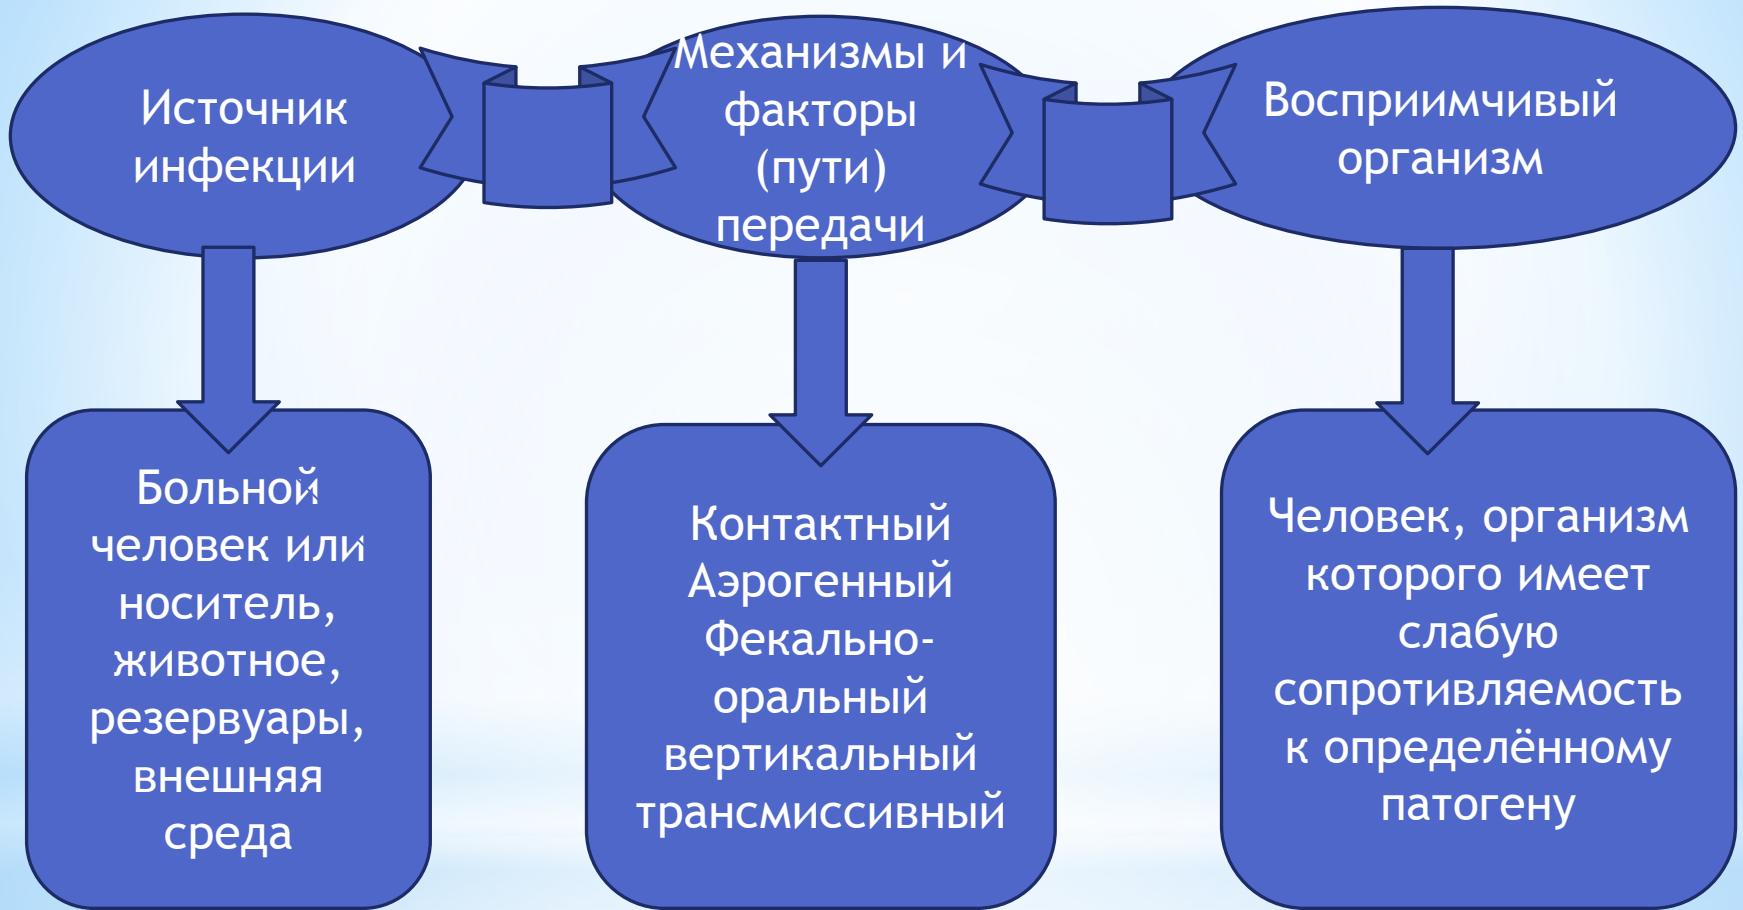 Источник
инфекции
Механизмы и
факторы
(пути)
передачи
Восприимчивый
организм
Больной
человек или
носитель,
животное,
резервуары,
внешняя
среда
Контактный
Аэрогенный
Фекально-
оральный
вертикальный
трансмиссивный
Человек, организм
которого имеет
слабую
сопротивляемость
к определённому
патогену